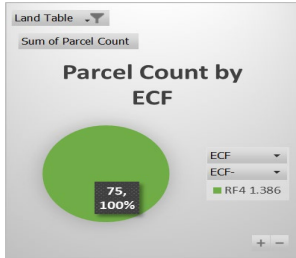 Land Table
Sum of Parcel Count
Parcel Count by
ECF
75,
100%
ECF
ECF-
RF4 1.386
+ −